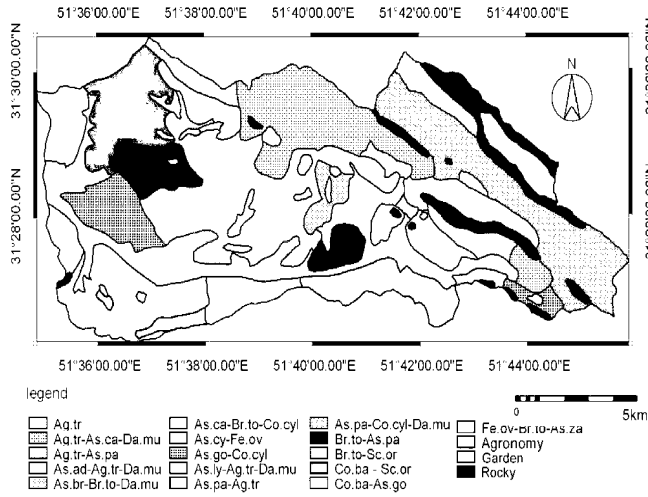 51°36'00.00"E 51°38'00.00"E 51°40'00.00"E 51°42'00.00"E 51°44'00.00"E
31°30'00.00"N
31°28'00.00"N
N
51°36'00.00"E 51°38'00.00"E 51°40'00.00"E 51°42'00.00"E 51°44'00.00"E
legend
5km
Ag.tr
Ag.tr-As.ca-Da.mu
Ag.tr-As.pa
As.ad-Ag.tr-Da.mu
As.br-Br.to-Da.mu
As.ca-Br.to-Co.cyl
As.cy-Fe.ov
As.go-Co.cyl
As.ly-Ag.tr-Da.mu
As.pa-Ag.tr
As.pa-Co.cyl-Da.mu
Br.to-As.pa
Br.to-Sc.or
Co.ba - Sc.or
Co.ba-As.go
Fe.ov-Br.to-As.za
Agronomy
Garden
Rocky